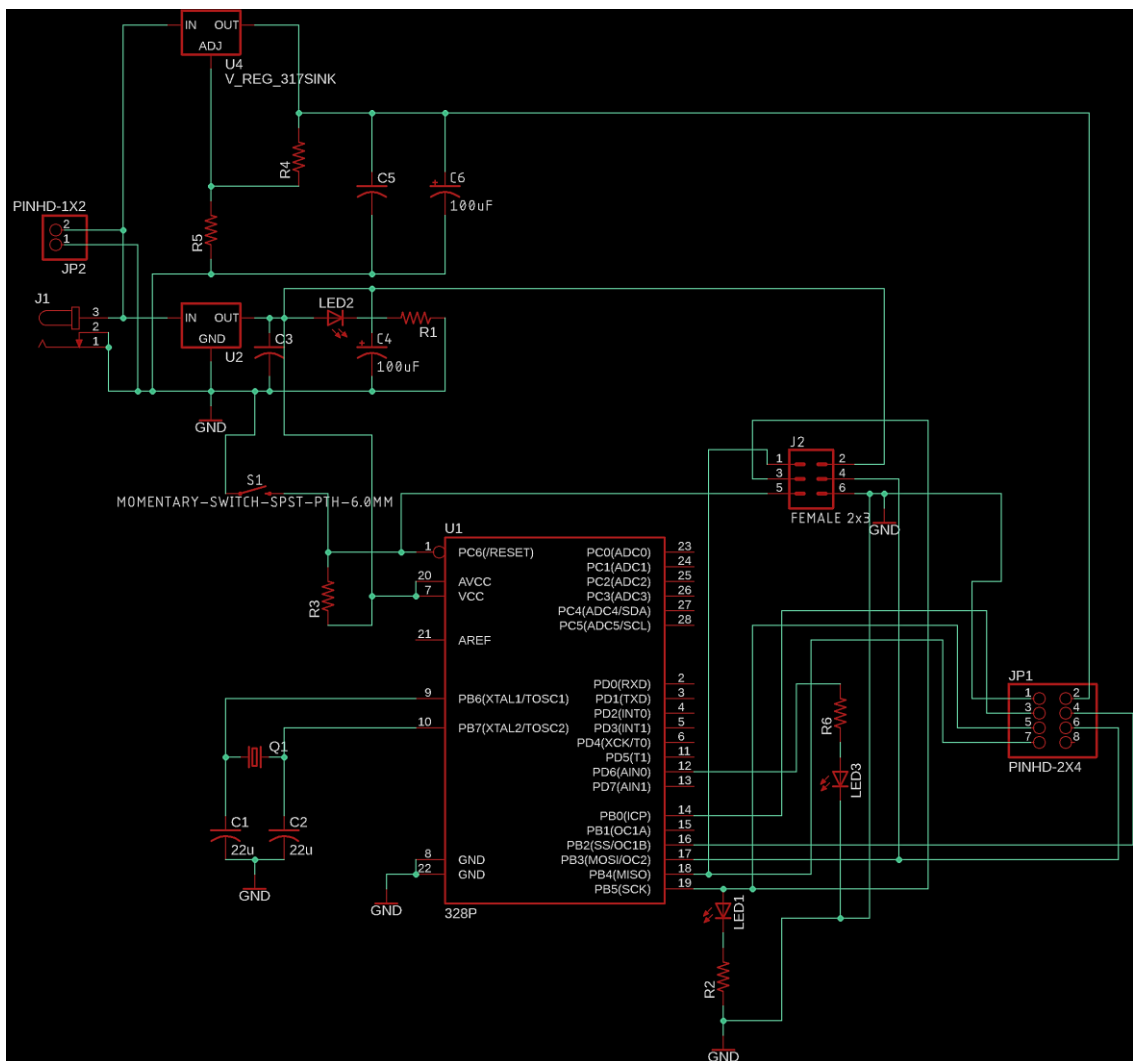 IN OUT
ADJ
U4
V_REG_317SINK
R4
C5
C6
100uF
PINHD-1X2
2
1
JP2
R5
J1
3
2
1
IN OUT
GND
U2
C3
LED2
R1
C4
100uF
GND
S1
MOMENTARY-SWITCH-SPST-PTH-6.0MM
J2
1 2
3 4
5 6
FEMALE 2x3
GND
U1
1 PC6(/RESET)
20 AVCC
7 VCC
21 AREF
9 PB6(XTAL1/TOSC1)
10 PB7(XTAL2/TOSC2)
8 GND
22 GND
328P
PC0(ADC0) 23
PC1(ADC1) 24
PC2(ADC2) 25
PC3(ADC3) 26
PC4(ADC4/SDA) 27
PC5(ADC5/SCL) 28
PD0(RXD) 2
PD1(TXD) 3
PD2(INT0) 4
PD3(INT1) 5
PD4(XCK/T0) 6
PD5(T1) 11
PD6(AIN0) 12
PD7(AIN1) 13
PB0(ICP) 14
PB1(OC1A) 15
PB2(SS/OC1B) 16
PB3(MOSI/OC2) 17
PB4(MISO) 18
PB5(SCK) 19
R3
Q1
C1
22u
C2
22u
GND
GND
R6
LED3
JP1
1 2
3 4
5 6
7 8
PINHD-2X4
LED1
R2
GND